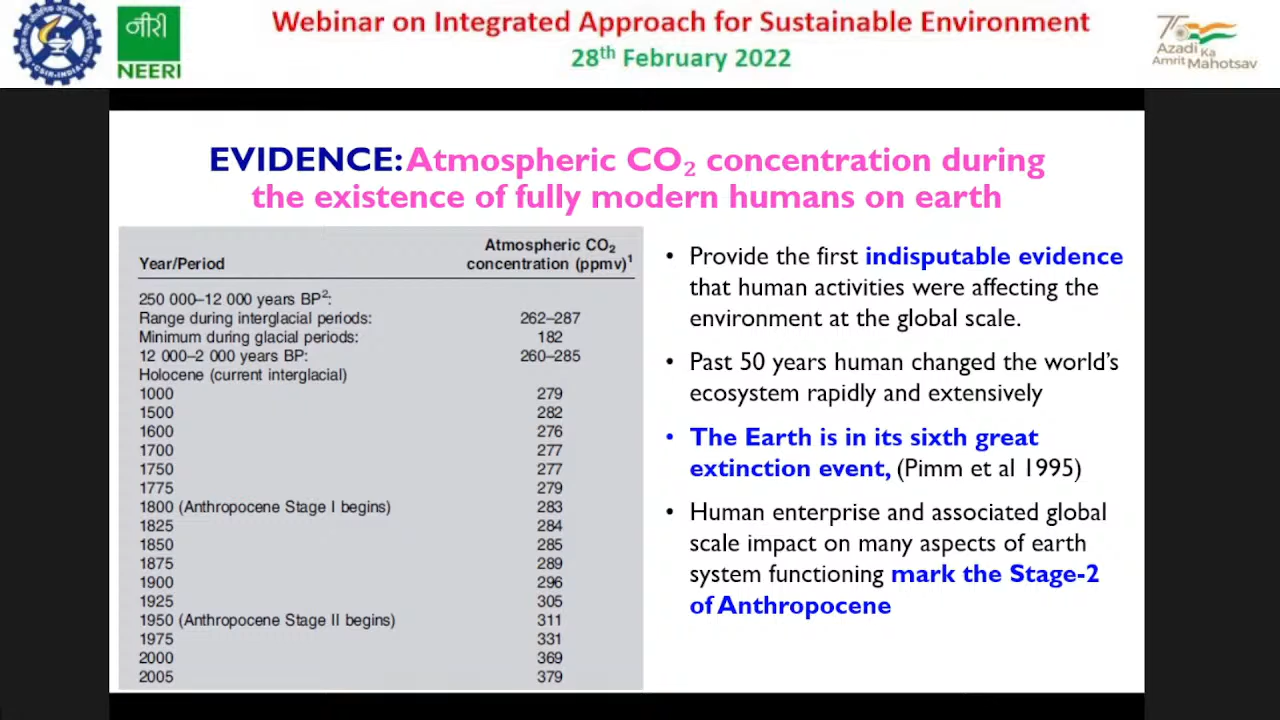 Webinar on Integrated Approach for Sustainable Environment
28th February 2022
CSIR-INDIA
नीरी
NEERI
75
Azadi Ka
Amrit Mahotsav
EVIDENCE: Atmospheric CO₂ concentration during
the existence of fully modern humans on earth
Year/Period Atmospheric CO₂ concentration (ppmv)¹
250 000–12 000 years BP²:
Range during interglacial periods: 262–287
Minimum during glacial periods: 182
12 000–2 000 years BP: 260–285
Holocene (current interglacial)
1000 279
1500 282
1600 276
1700 277
1750 277
1775 279
1800 (Anthropocene Stage I begins) 283
1825 284
1850 285
1875 289
1900 296
1925 305
1950 (Anthropocene Stage II begins) 311
1975 331
2000 369
2005 379
• Provide the first indisputable evidence
that human activities were affecting the
environment at the global scale.
• Past 50 years human changed the world's
ecosystem rapidly and extensively
• The Earth is in its sixth great
extinction event, (Pimm et al 1995)
• Human enterprise and associated global
scale impact on many aspects of earth
system functioning mark the Stage-2
of Anthropocene